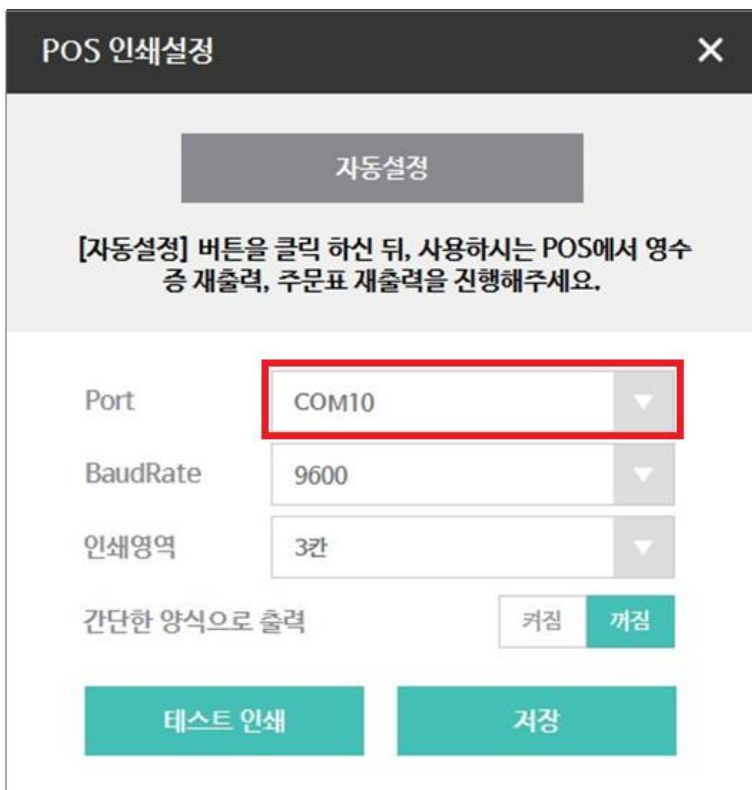 POS 인쇄설정
자동설정
[자동설정] 버튼을 클릭 하신 뒤, 사용하시는 POS에서 영수
증 재출력, 주문표 재출력을 진행해주세요.
Port COM10
BaudRate 9600
인쇄영역 3칸
간단한 양식으로 출력 켜짐 꺼짐
테스트 인쇄 저장